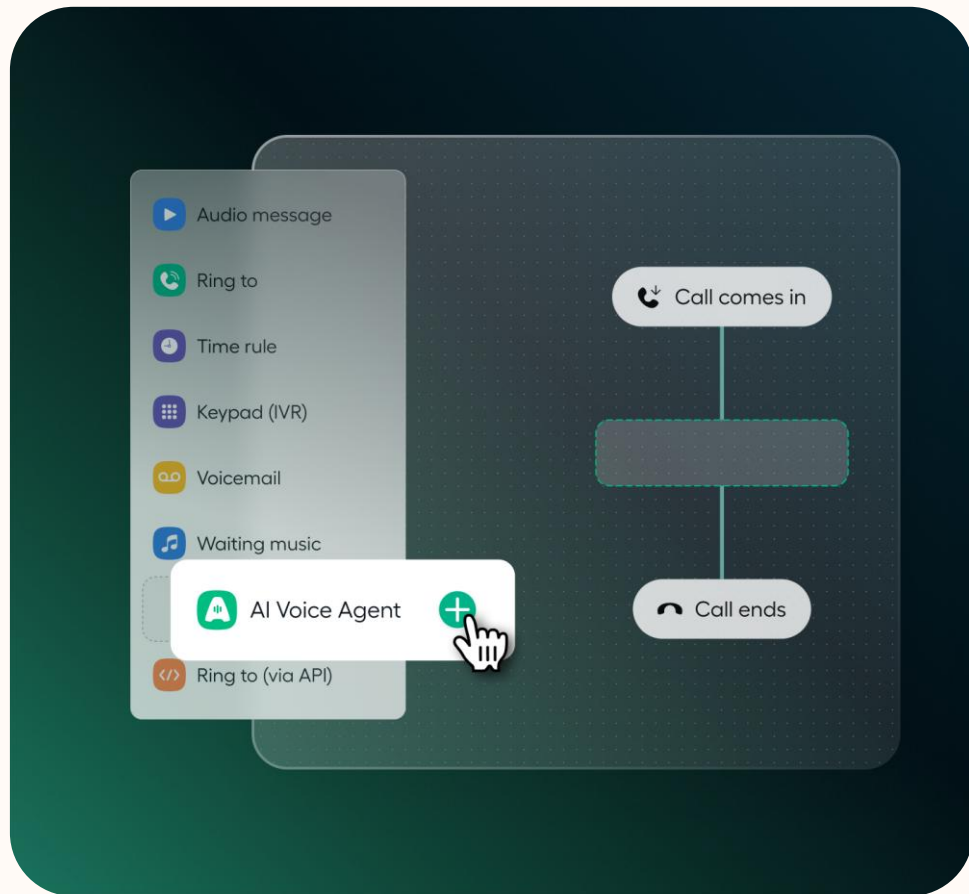 Audio message
Ring to
Time rule
Keypad (IVR)
Voicemail
Waiting music
AI Voice Agent
Ring to (via API)
Call comes in
Call ends